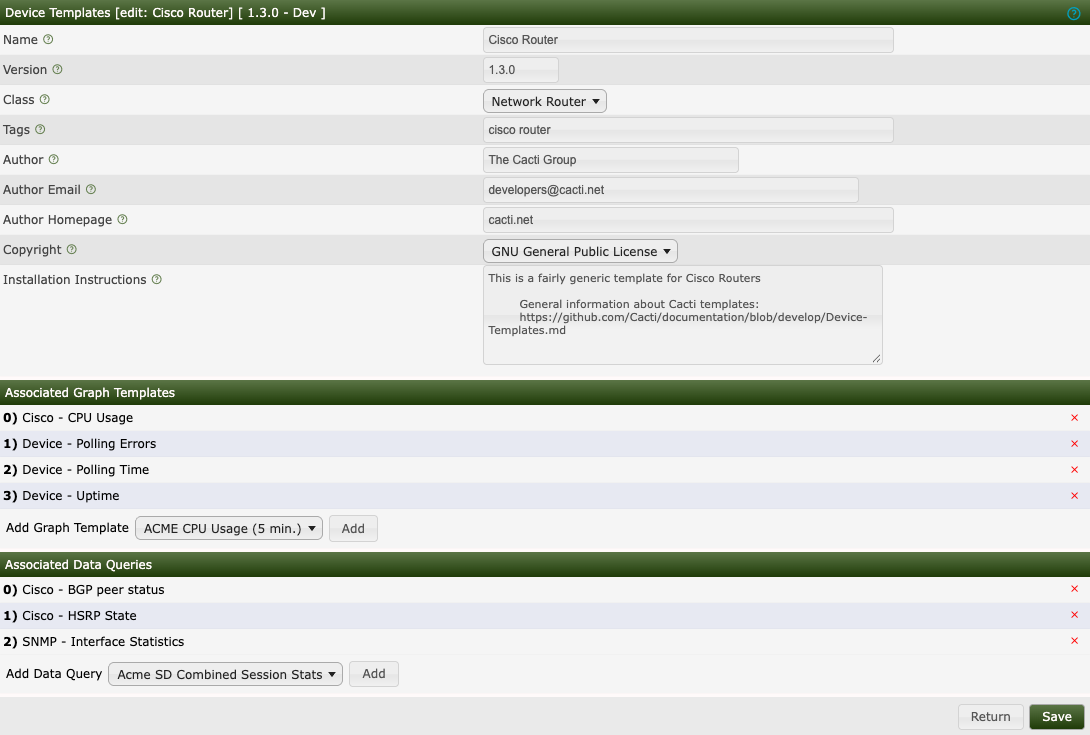 Device Templates [edit: Cisco Router] [ 1.3.0 - Dev ]
Name
Cisco Router
Version
1.3.0
Class
Network Router
Tags
cisco router
Author
The Cacti Group
Author Email
developers@cacti.net
Author Homepage
cacti.net
Copyright
GNU General Public License
Installation Instructions
This is a fairly generic template for Cisco Routers
General information about Cacti templates:
https://github.com/Cacti/documentation/blob/develop/Device-
Templates.md
Associated Graph Templates
0) Cisco - CPU Usage
1) Device - Polling Errors
2) Device - Polling Time
3) Device - Uptime
Add Graph Template ACME CPU Usage (5 min.) Add
Associated Data Queries
0) Cisco - BGP peer status
1) Cisco - HSRP State
2) SNMP - Interface Statistics
Add Data Query Acme SD Combined Session Stats Add
Return Save